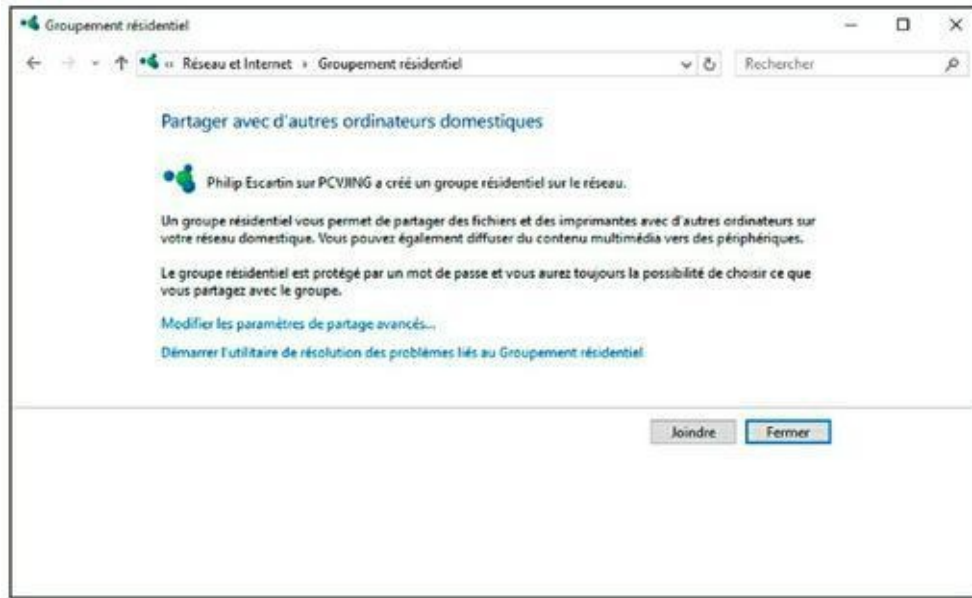 Groupement résidentiel
« Réseau et Internet › Groupement résidentiel
Rechercher
Partager avec d'autres ordinateurs domestiques
Philip Escartin sur PCVJING a créé un groupe résidentiel sur le réseau.
Un groupe résidentiel vous permet de partager des fichiers et des imprimantes avec d'autres ordinateurs sur
votre réseau domestique. Vous pouvez également diffuser du contenu multimédia vers des périphériques.
Le groupe résidentiel est protégé par un mot de passe et vous aurez toujours la possibilité de choisir ce que
vous partagez avec le groupe.
Modifier les paramètres de partage avancés...
Démarrer l'utilitaire de résolution des problèmes liés au Groupement résidentiel
Joindre
Fermer